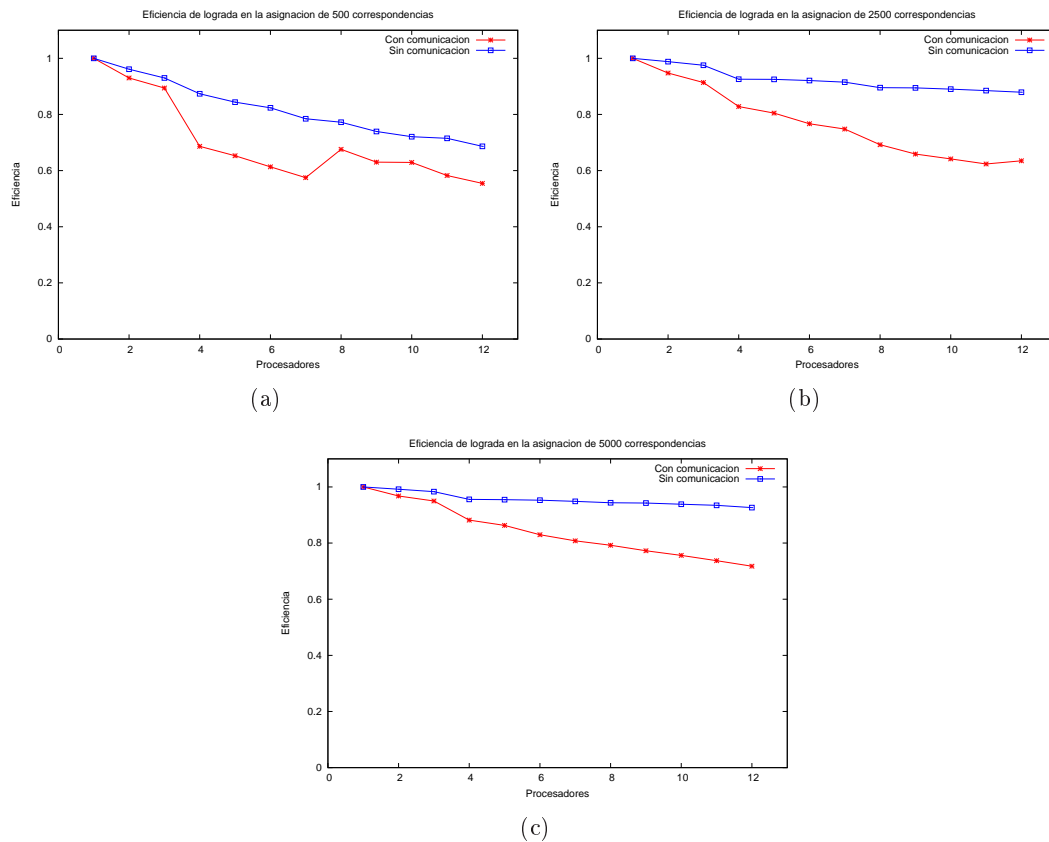 Eficiencia de lograda en la asignacion de 500 correspondencias
Con comunicacion
Sin comunicacion
1
0.8
0.6
0.4
0.2
0
Eficiencia
0 2 4 6 8 10 12
Procesadores
(a)
Eficiencia de lograda en la asignacion de 2500 correspondencias
Con comunicacion
Sin comunicacion
1
0.8
0.6
0.4
0.2
0
Eficiencia
0 2 4 6 8 10 12
Procesadores
(b)
Eficiencia de lograda en la asignacion de 5000 correspondencias
Con comunicacion
Sin comunicacion
1
0.8
0.6
0.4
0.2
0
Eficiencia
0 2 4 6 8 10 12
Procesadores
(c)